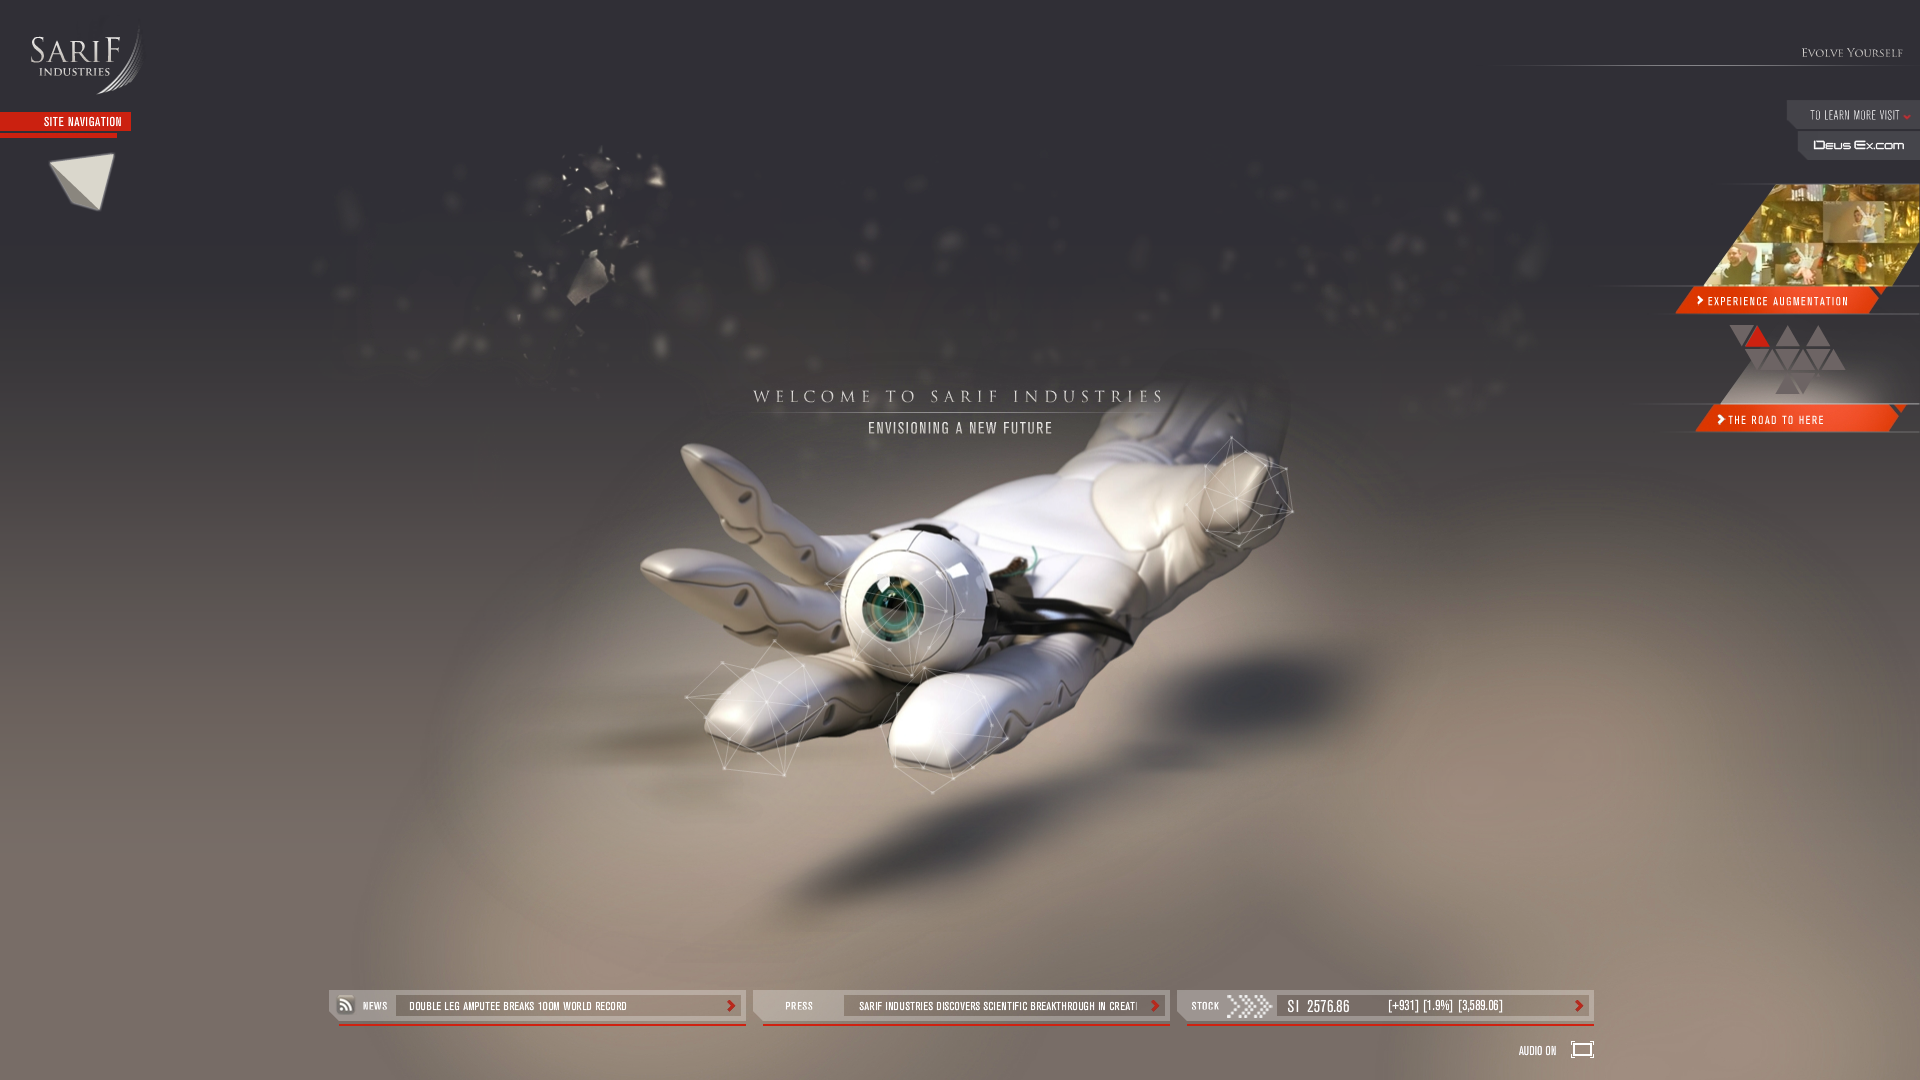 SARIF
INDUSTRIES
EVOLVE YOURSELF
SITE NAVIGATION
TO LEARN MORE VISIT
DEUS EX.COM
EXPERIENCE AUGMENTATION
THE ROAD TO HERE
WELCOME TO SARIF INDUSTRIES
ENVISIONING A NEW FUTURE
NEWS DOUBLE LEG AMPUTEE BREAKS 100M WORLD RECORD
PRESS SARIF INDUSTRIES DISCOVERS SCIENTIFIC BREAKTHROUGH IN CREATI
STOCK SI 2576.86 [+931] [1.9%] [3,589.06]
AUDIO ON